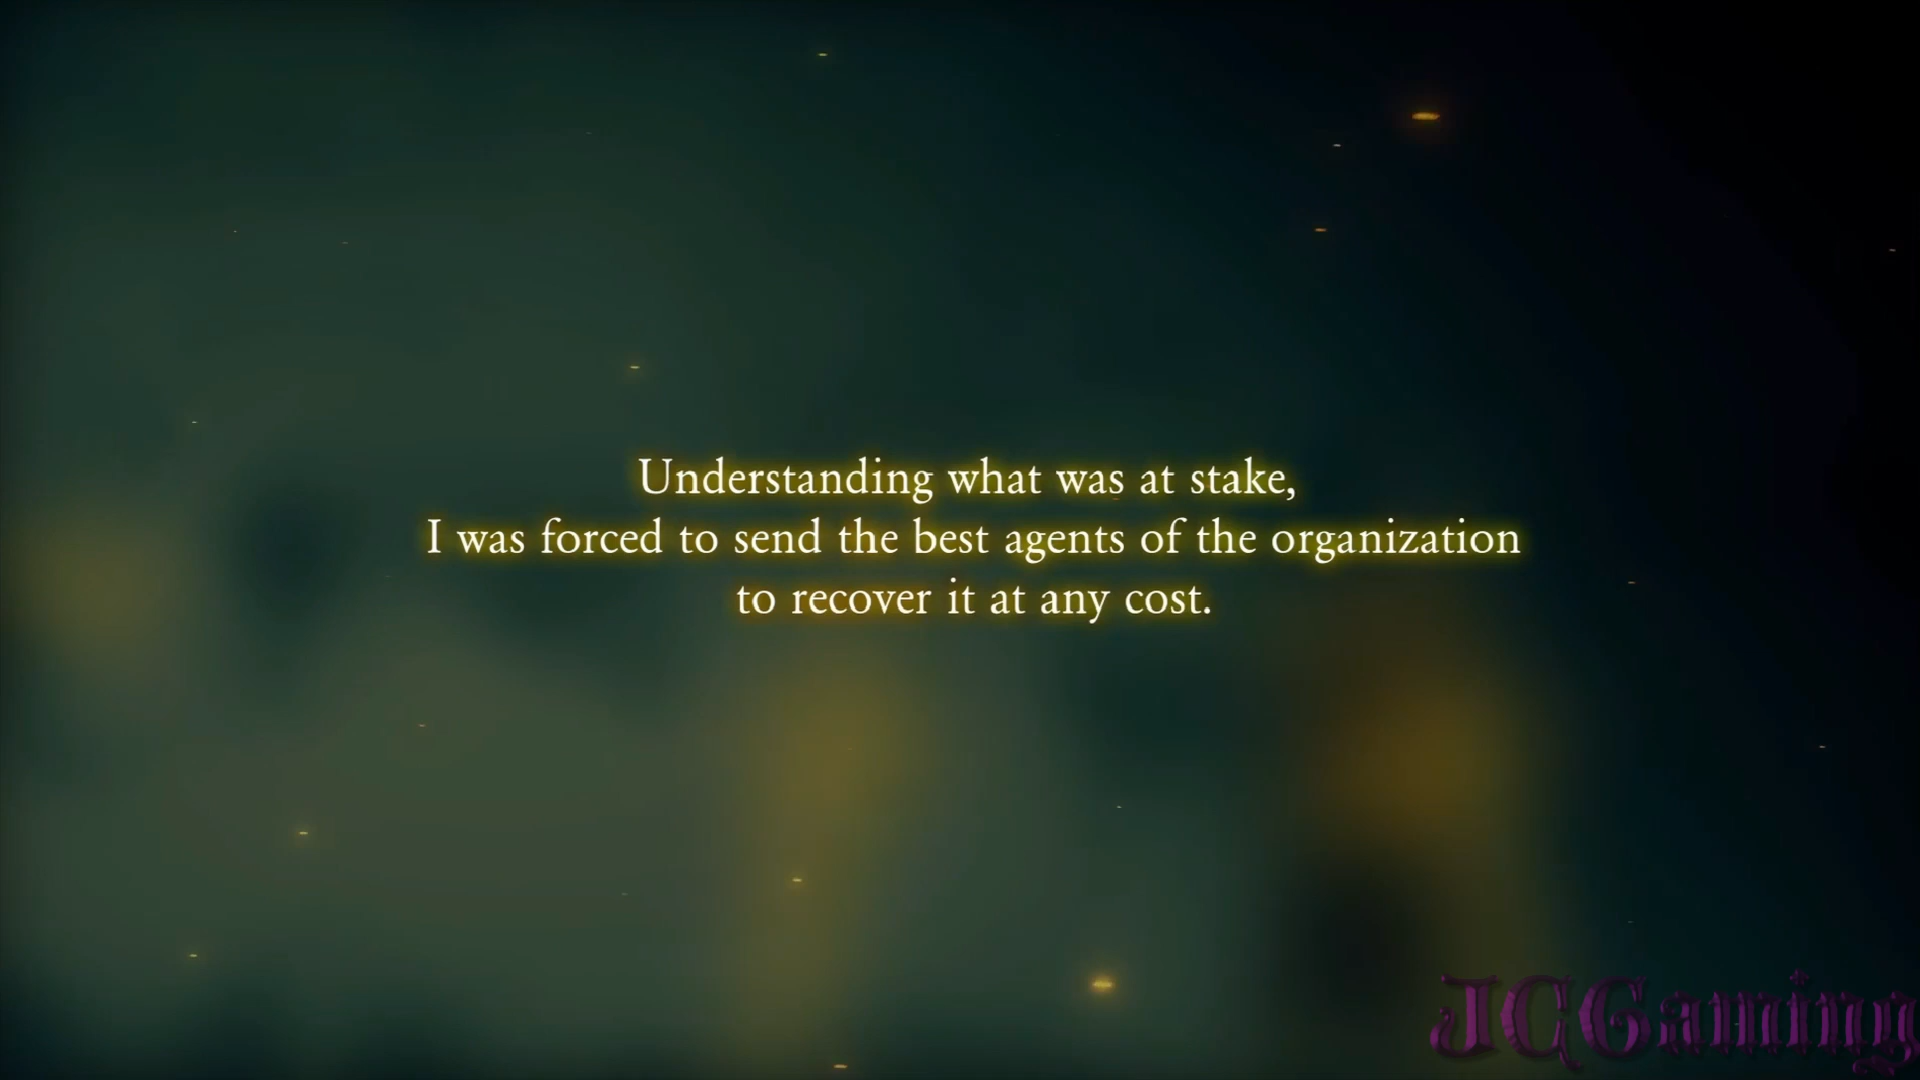 Understanding what was at stake,
I was forced to send the best agents of the organization
to recover it at any cost.
JCGaming